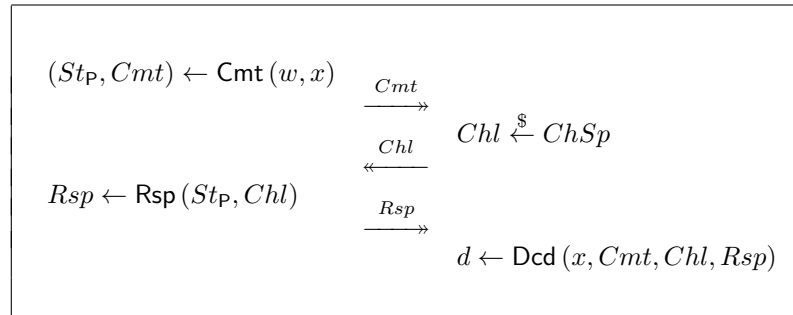 (St_P, Cmt) ← Cmt (w, x)
Cmt
Chl ←$ ChSp
Chl
Rsp ← Rsp (St_P, Chl)
Rsp
d ← Dcd (x, Cmt, Chl, Rsp)